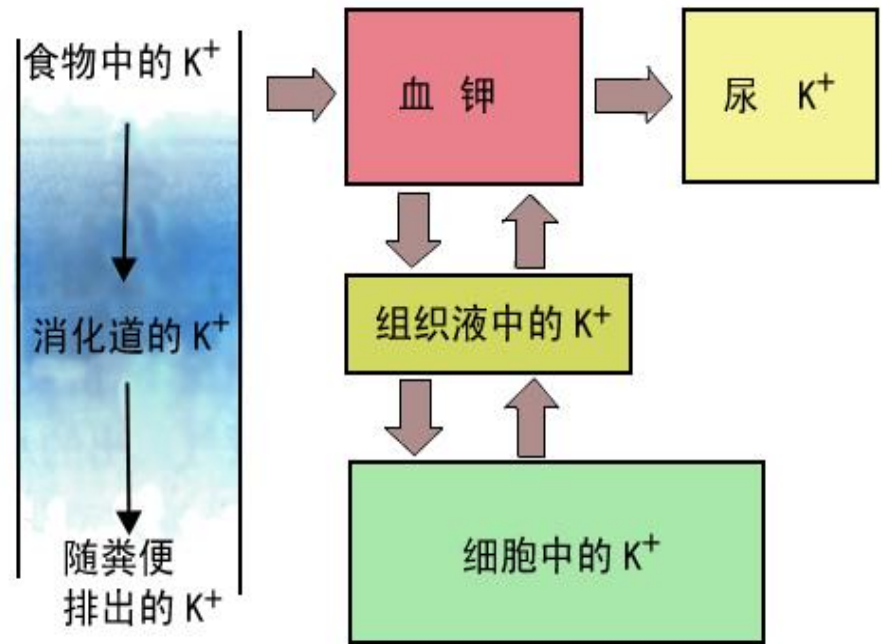 食物中的 K⁺
血 钾
尿 K⁺
消化道的 K⁺
组织液中的 K⁺
细胞中的 K⁺
随粪便
排出的 K⁺